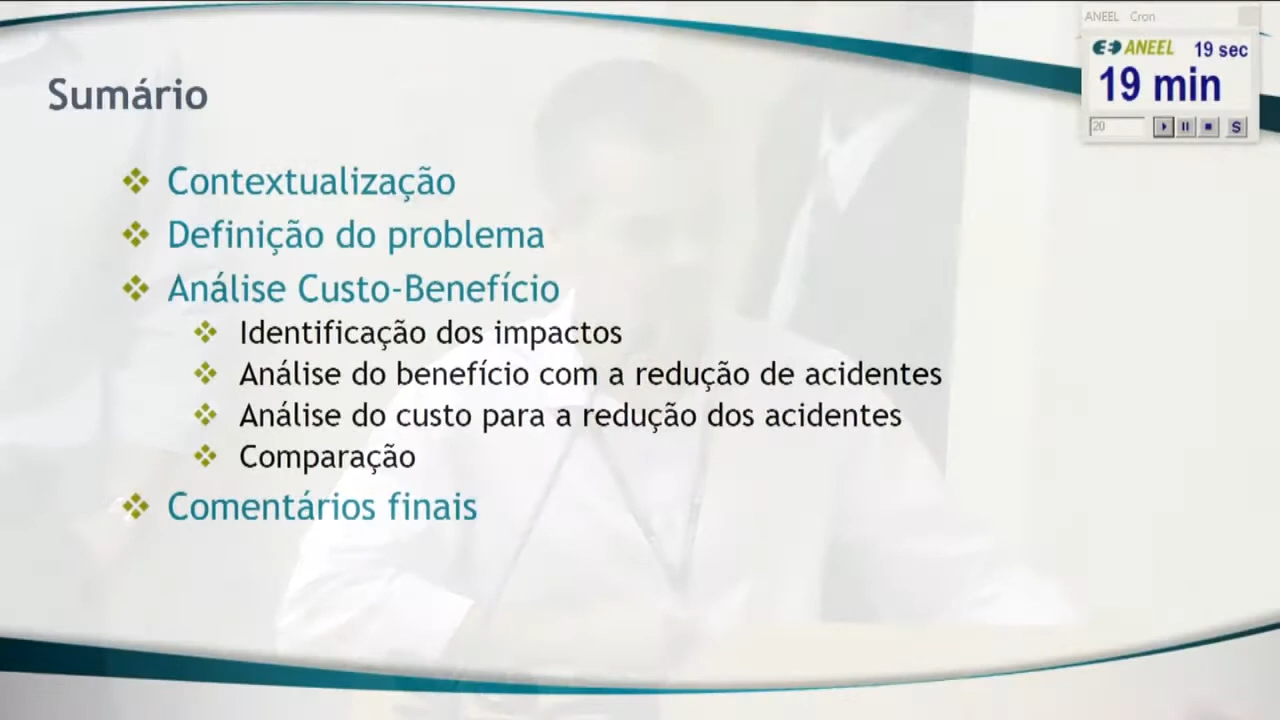 ANEEL Cron
ANEEL 19 sec
19 min
20
S
Sumário
Contextualização
Definição do problema
Análise Custo-Benefício
Identificação dos impactos
Análise do benefício com a redução de acidentes
Análise do custo para a redução dos acidentes
Comparação
Comentários finais